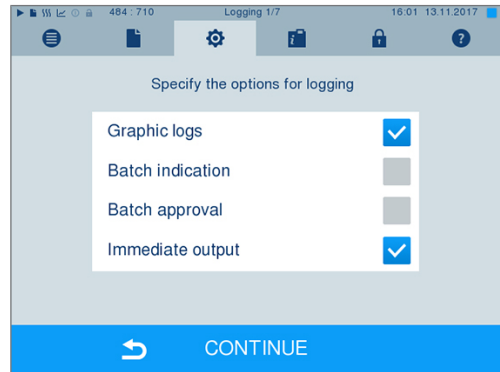 484 : 710 Logging 1/7 16:01 13.11.2017
Specify the options for logging
Graphic logs
Batch indication
Batch approval
Immediate output
CONTINUE